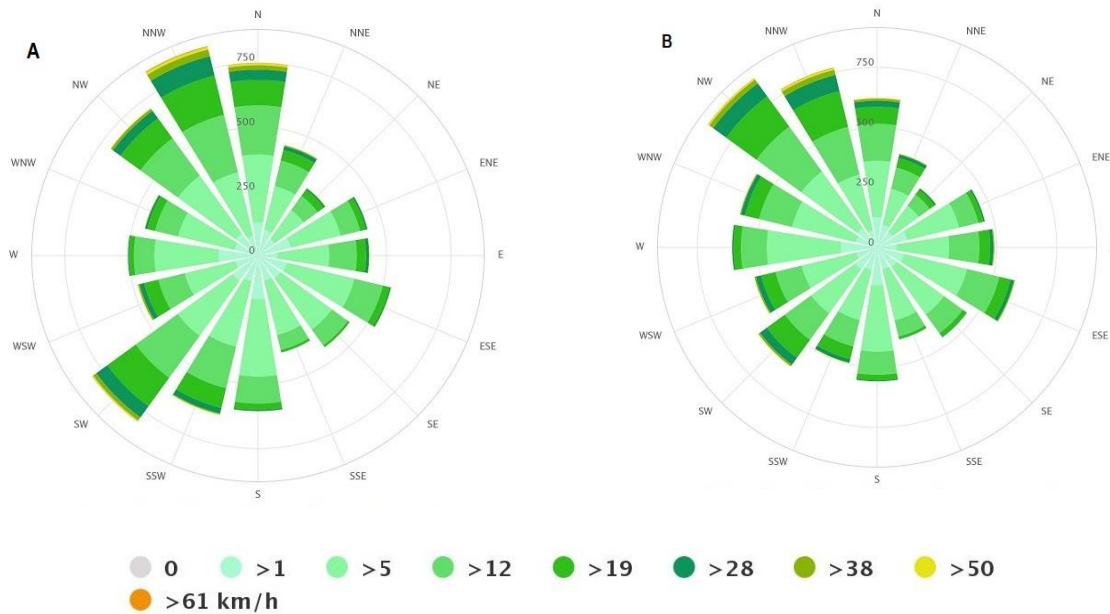 A
N
NNW
NNE
NW
NE
WNW
ENE
W
E
WSW
ESE
SW
SE
SSW
SSE
S
750
500
250
0
B
N
NNW
NNE
NW
NE
WNW
ENE
W
E
WSW
ESE
SW
SE
SSW
SSE
S
750
500
250
0
0 >1 >5 >12 >19 >28 >38 >50
>61 km/h